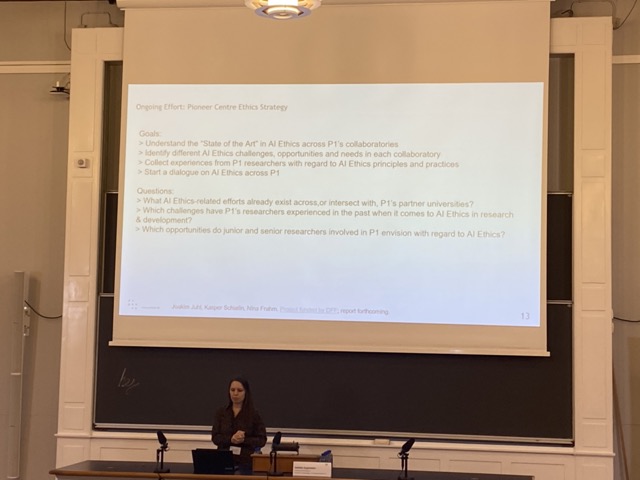 Ongoing Effort: Pioneer Centre Ethics Strategy
Goals:
> Understand the "State of the Art" in AI Ethics across P1's collaboratories
> Identify different AI Ethics challenges, opportunities and needs in each collaboratory
> Collect experiences from P1 researchers with regard to AI Ethics principles and practices
> Start a dialogue on AI Ethics across P1
Questions:
> What AI Ethics-related efforts already exist across,or intersect with, P1's partner universities?
> Which challenges have P1's researchers experienced in the past when it comes to AI Ethics in research
& development?
> Which opportunities do junior and senior researchers involved in P1 envision with regard to AI Ethics?
Juhl, Kasper Schiølin, Nina Frahm, report forthcoming.
13